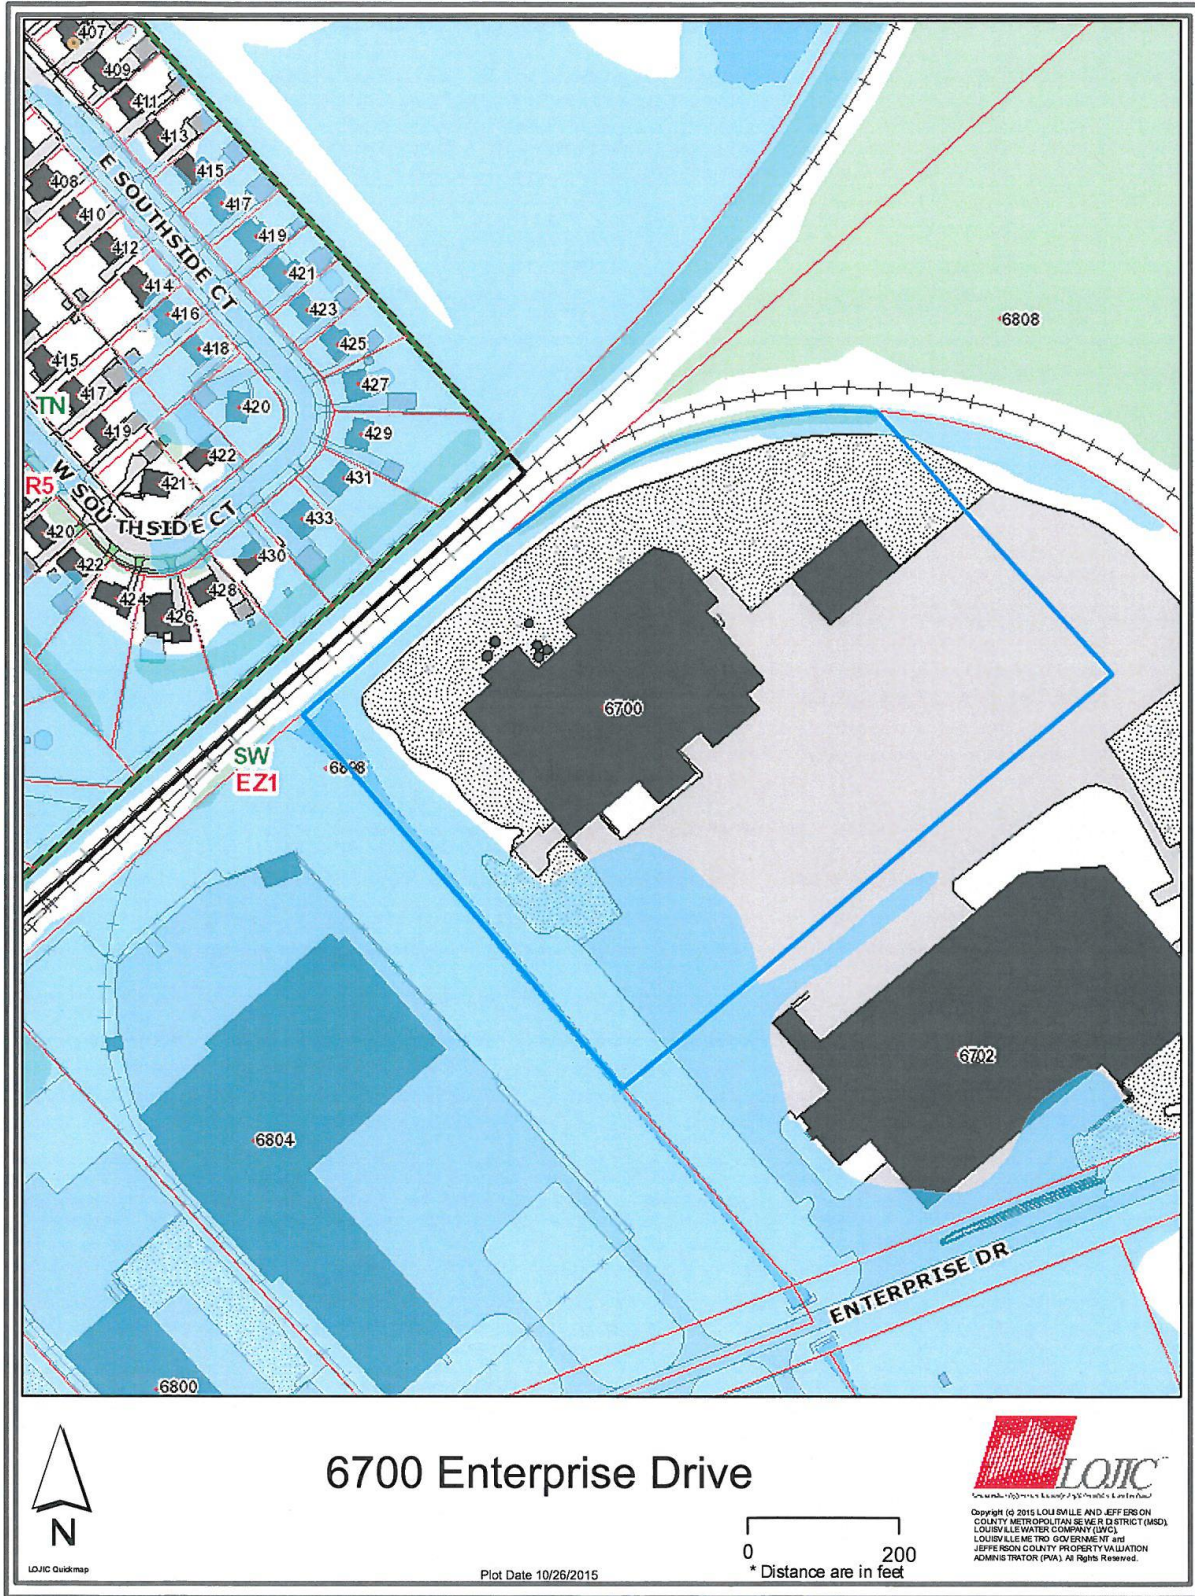 407
409
411
413
415
417
419
421
423
425
427
429
431
433
430
428
426
424
422
420
408
410
412
414
416
418
420
422
421
419
417
415
E SOUTHSIDE CT
W SOUTHSIDE CT
TN
R5
SW
EZ1
6808
6700
6702
6804
6800
ENTERPRISE DR
N
LOJIC Quickmap
6700 Enterprise Drive
Plot Date 10/26/2015
0 200
* Distance are in feet
LOJIC
Copyright (c) 2015 LOUISVILLE AND JEFFERSON
COUNTY METROPOLITAN SEWER DISTRICT (MSD),
LOUISVILLE WATER COMPANY (LWC),
LOUISVILLE METRO GOVERNMENT and
JEFFERSON COUNTY PROPERTY VALUATION
ADMINISTRATOR (PVA). All Rights Reserved.